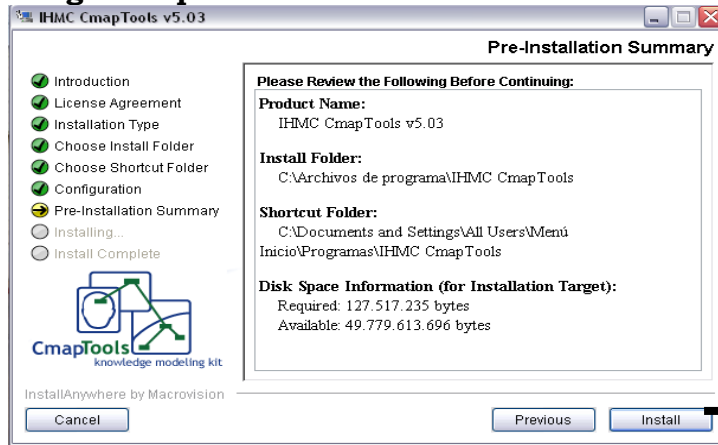 IHMC CmapTools v5.03
Pre-Installation Summary
Introduction
License Agreement
Installation Type
Choose Install Folder
Choose Shortcut Folder
Configuration
Pre-Installation Summary
Installing...
Install Complete
CmapTools
knowledge modeling kit
Please Review the Following Before Continuing:
Product Name:
IHMC CmapTools v5.03
Install Folder:
C:\Archivos de programa\IHMC CmapTools
Shortcut Folder:
C:\Documents and Settings\All Users\Menú
Inicio\Programas\IHMC CmapTools
Disk Space Information (for Installation Target):
Required: 127.517.235 bytes
Available: 49.779.613.696 bytes
InstallAnywhere by Macrovision
Cancel
Previous
Install